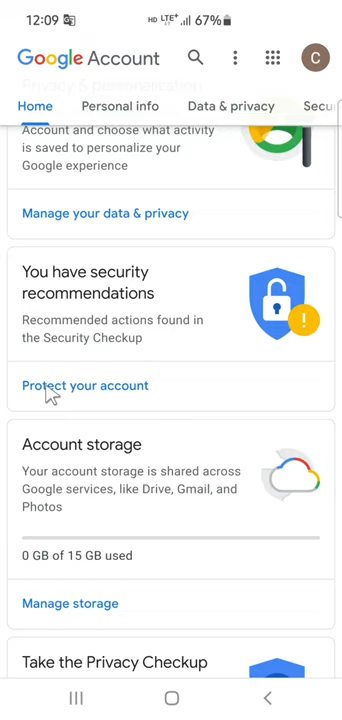 12:09 HD LTE+ 67%
Google Account C
Privacy & personalisation
Home Personal info Data & privacy Secu
Account and choose what activity
is saved to personalize your
Google experience
Manage your data & privacy
You have security
recommendations
Recommended actions found in
the Security Checkup
!
Protect your account
Account storage
Your account storage is shared across
Google services, like Drive, Gmail, and
Photos
0 GB of 15 GB used
Manage storage
Take the Privacy Checkup